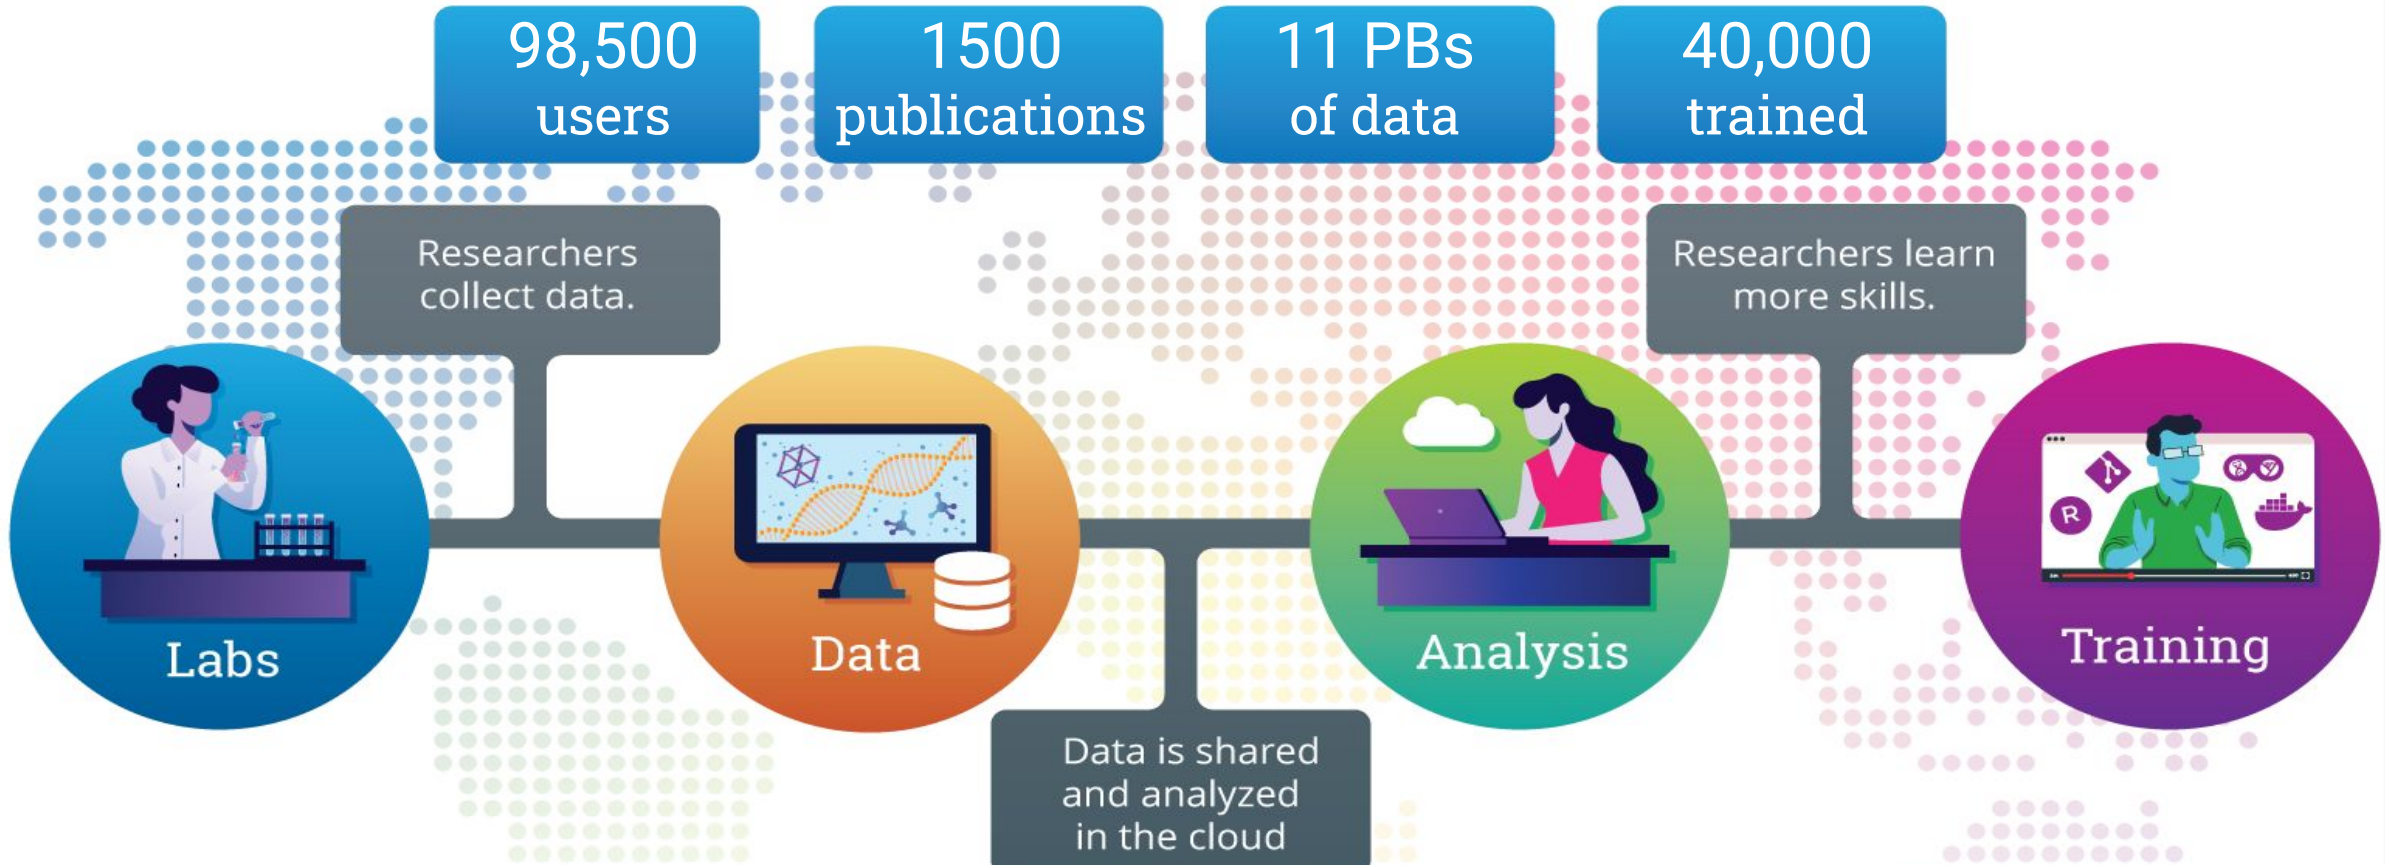 98,500
users
1500
publications
11 PBs
of data
40,000
trained
Researchers
collect data.
Researchers learn
more skills.
R
Labs
Data
Analysis
Training
Data is shared
and analyzed
in the cloud